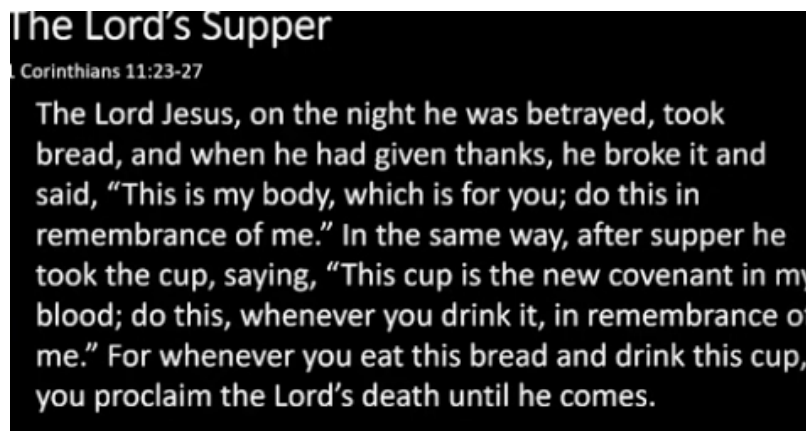 The Lord's Supper
1 Corinthians 11:23-27
The Lord Jesus, on the night he was betrayed, took
bread, and when he had given thanks, he broke it and
said, “This is my body, which is for you; do this in
remembrance of me.” In the same way, after supper he
took the cup, saying, “This cup is the new covenant in my
blood; do this, whenever you drink it, in remembrance of
me.” For whenever you eat this bread and drink this cup,
you proclaim the Lord’s death until he comes.